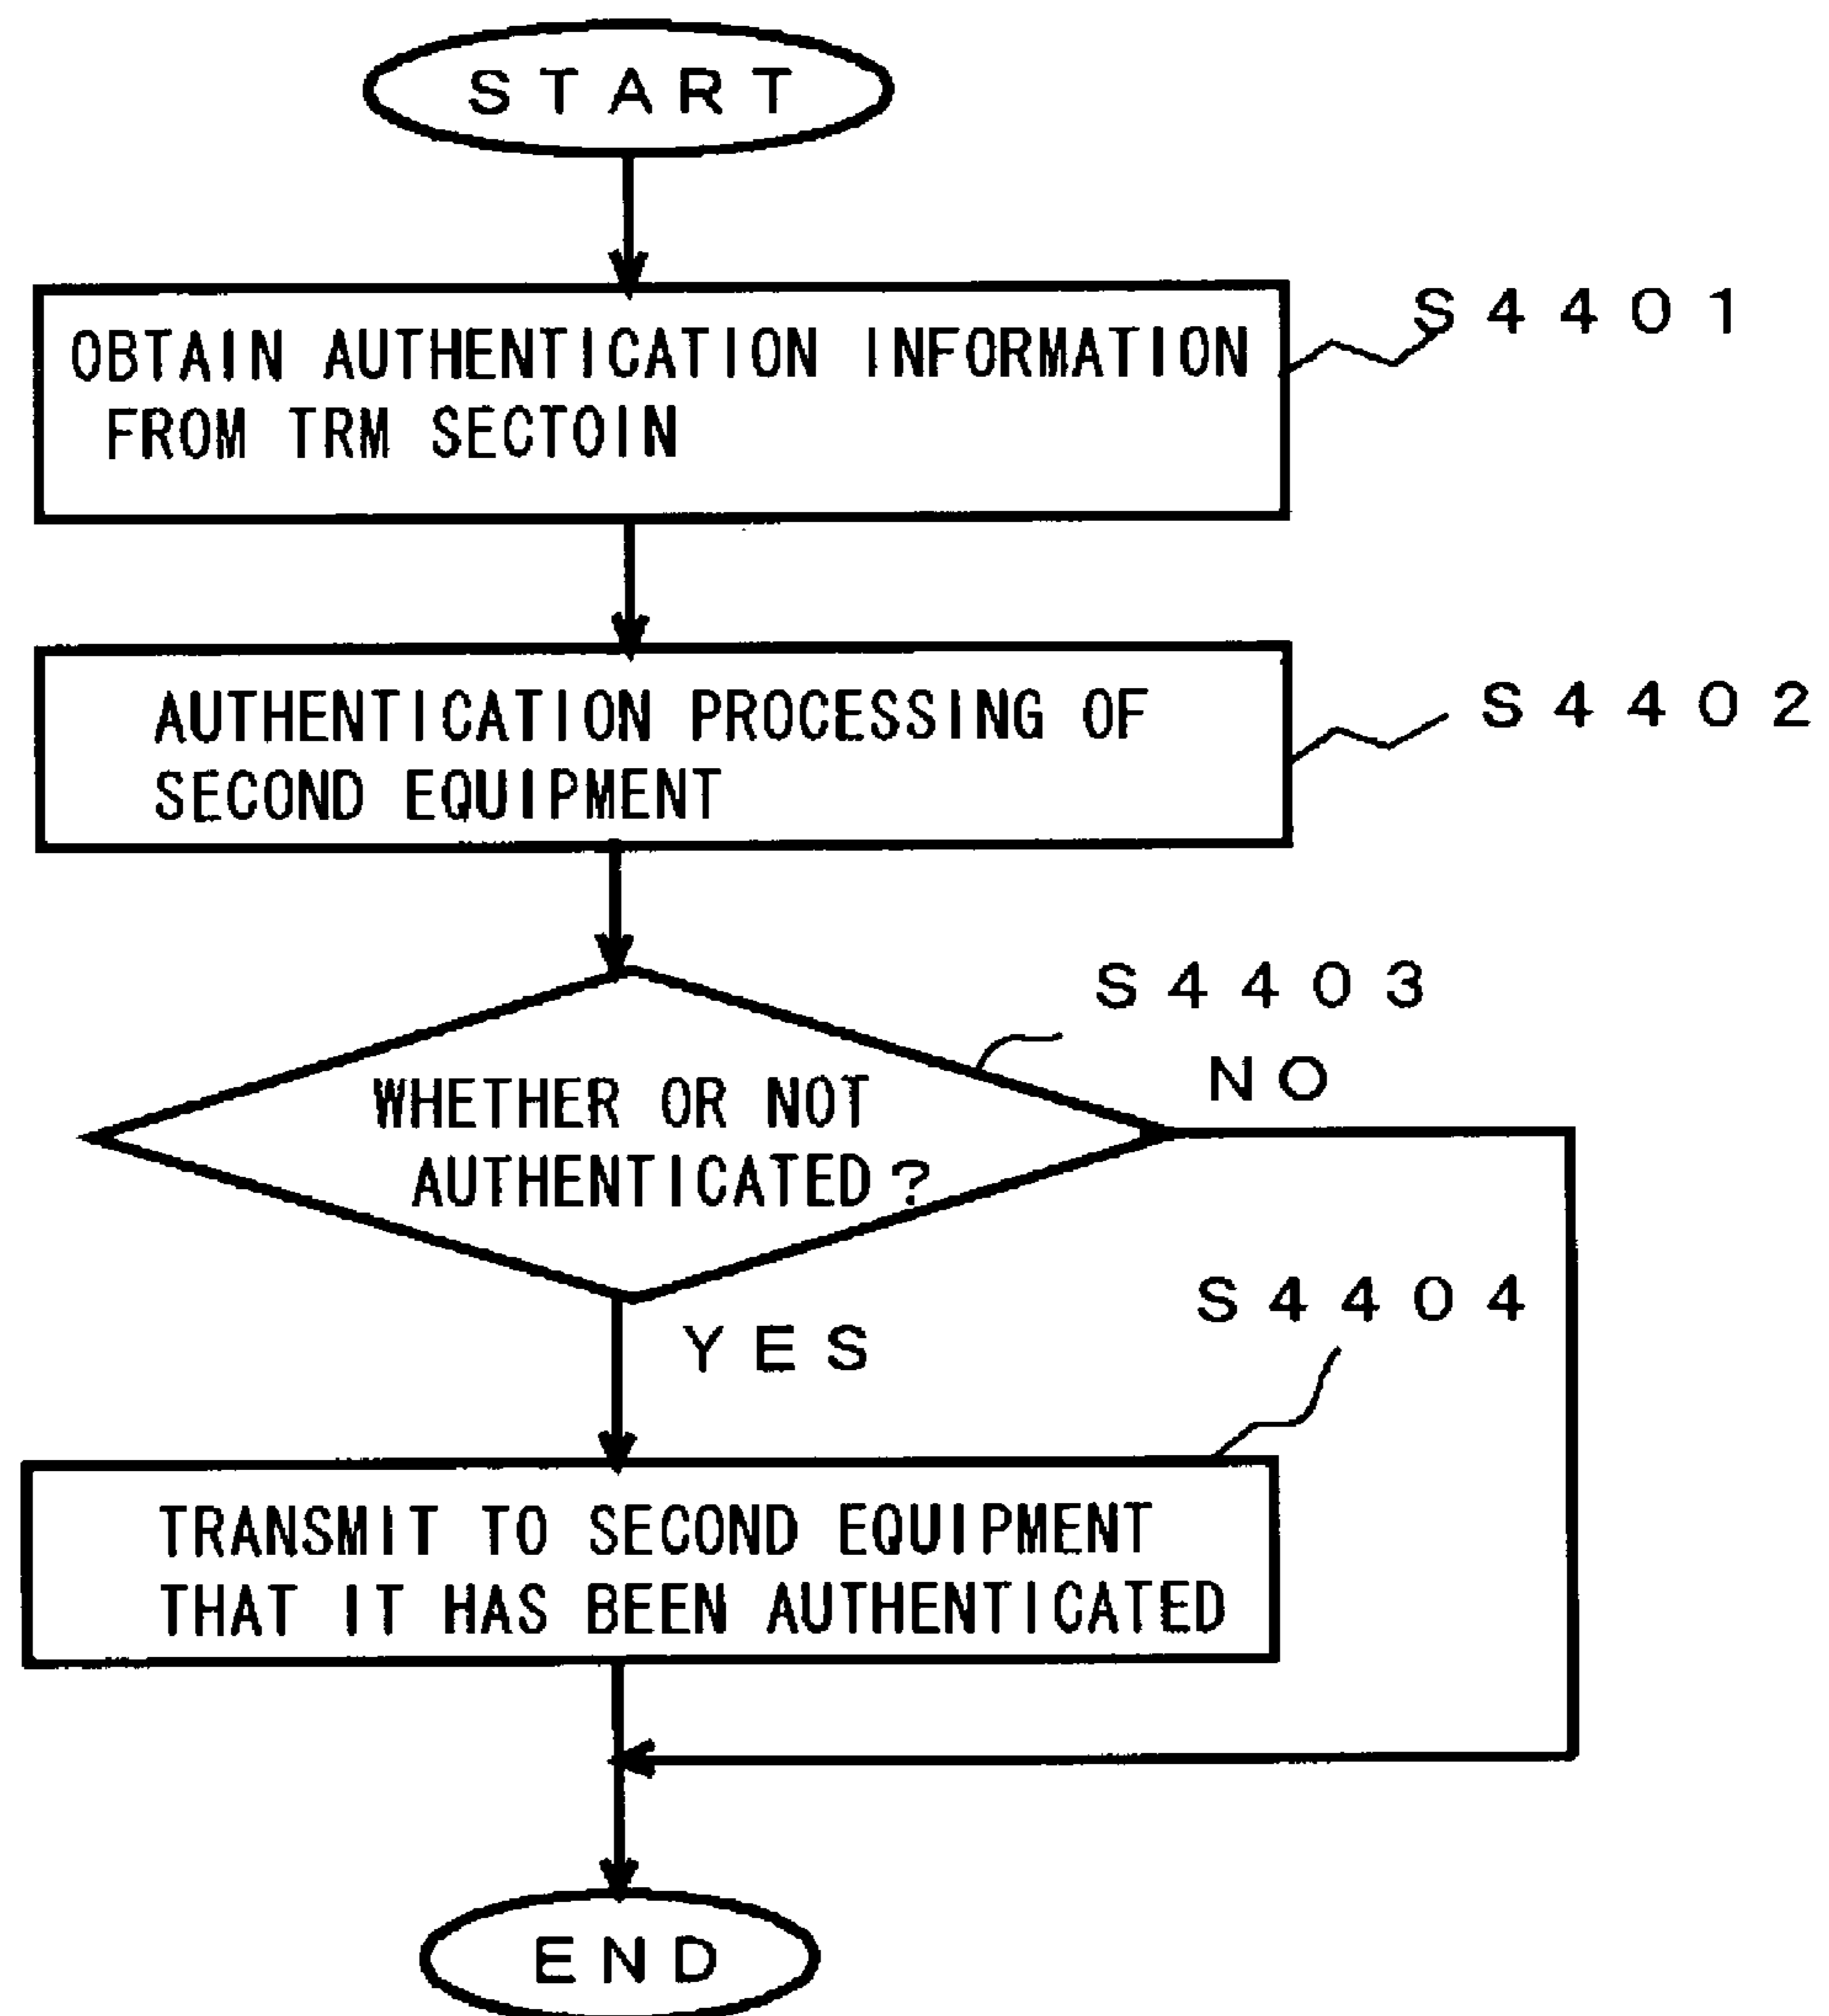 START
OBTAIN AUTHENTICATION INFORMATION
FROM TRM SECTOIN
S4401
AUTHENTICATION PROCESSING OF
SECOND EQUIPMENT
S4402
S4403
WHETHER OR NOT
AUTHENTICATED?
NO
YES
S4404
TRANSMIT TO SECOND EQUIPMENT
THAT IT HAS BEEN AUTHENTICATED
END